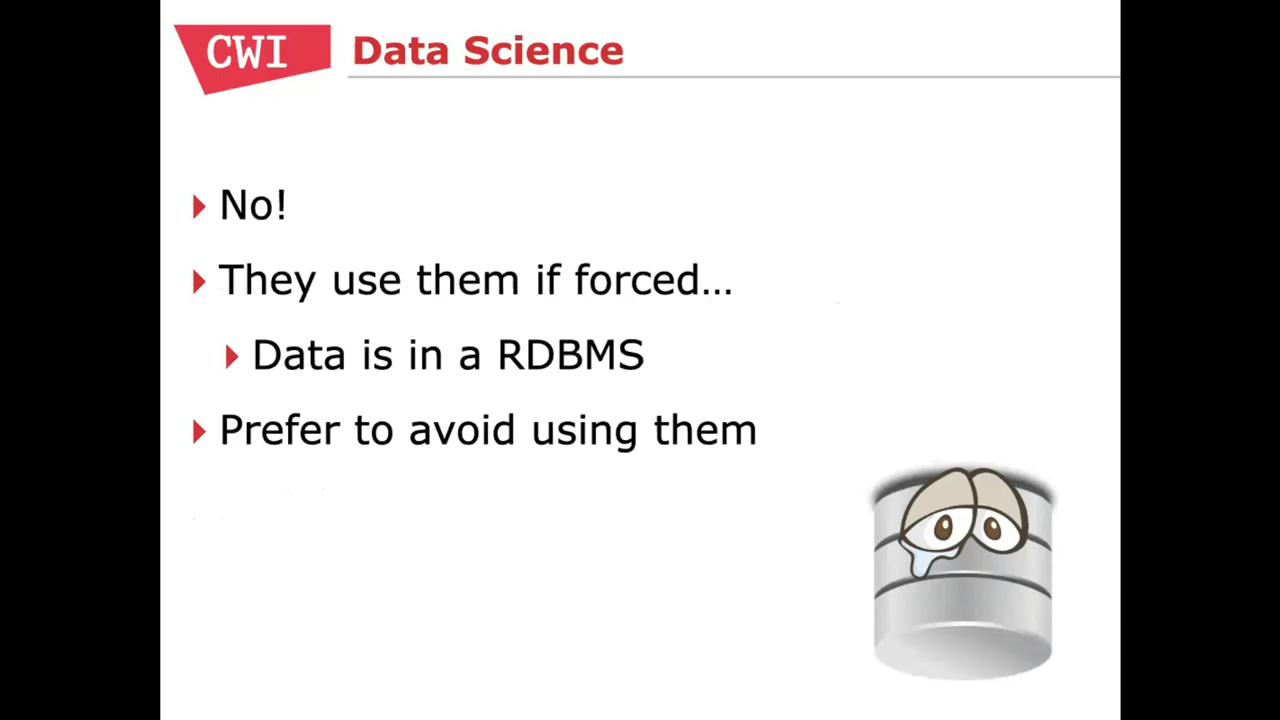 CWI
Data Science
No!
They use them if forced...
Data is in a RDBMS
Prefer to avoid using them